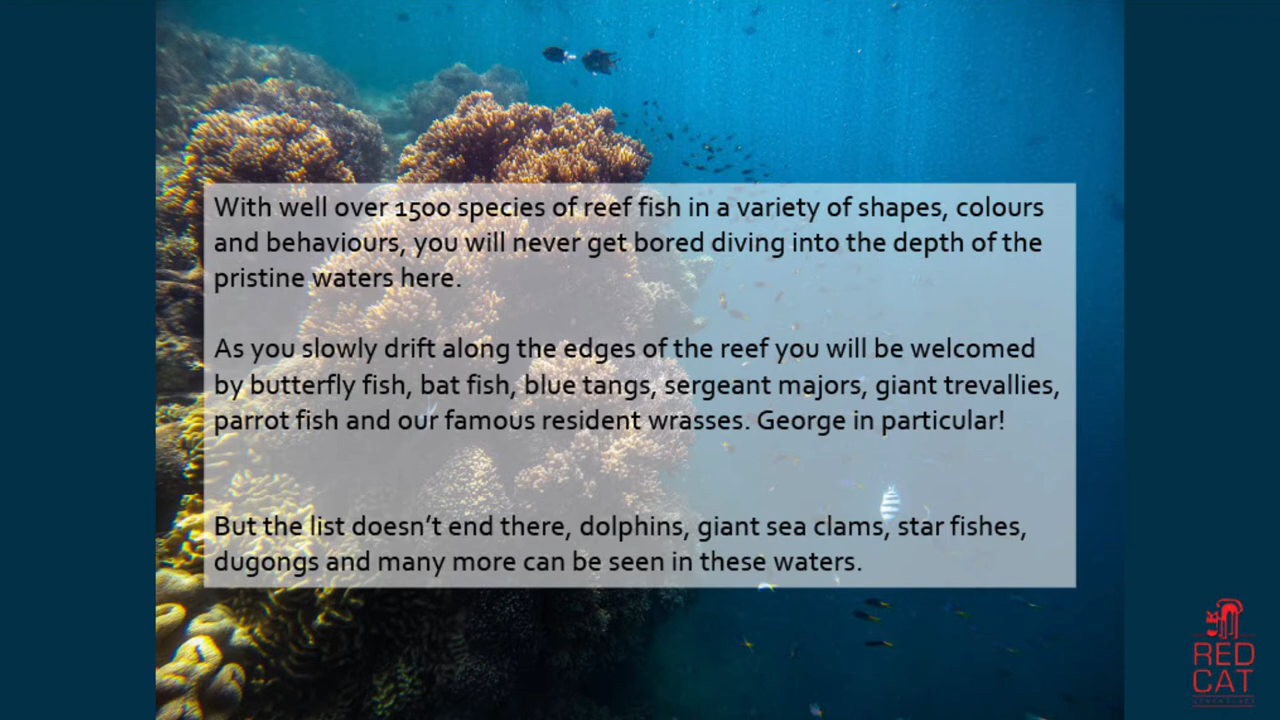 With well over 1500 species of reef fish in a variety of shapes, colours
and behaviours, you will never get bored diving into the depth of the
pristine waters here.
As you slowly drift along the edges of the reef you will be welcomed
by butterfly fish, bat fish, blue tangs, sergeant majors, giant trevallies,
parrot fish and our famous resident wrasses. George in particular!
But the list doesn’t end there, dolphins, giant sea clams, star fishes,
dugongs and many more can be seen in these waters.
RED
CAT